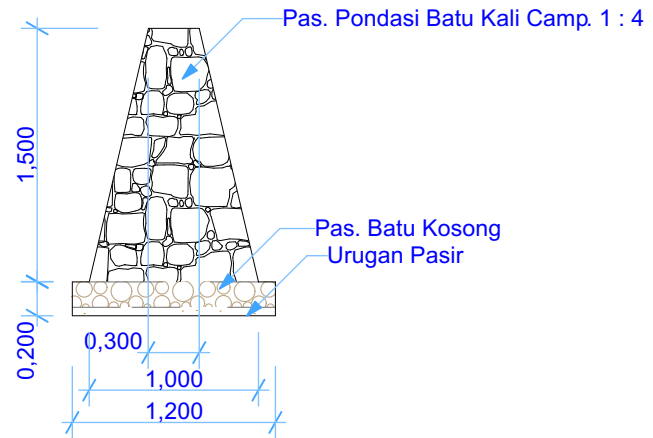 Pas. Pondasi Batu Kali Camp. 1 : 4
1,500
Pas. Batu Kosong
Urugan Pasir
0,200
0,300
1,000
1,200